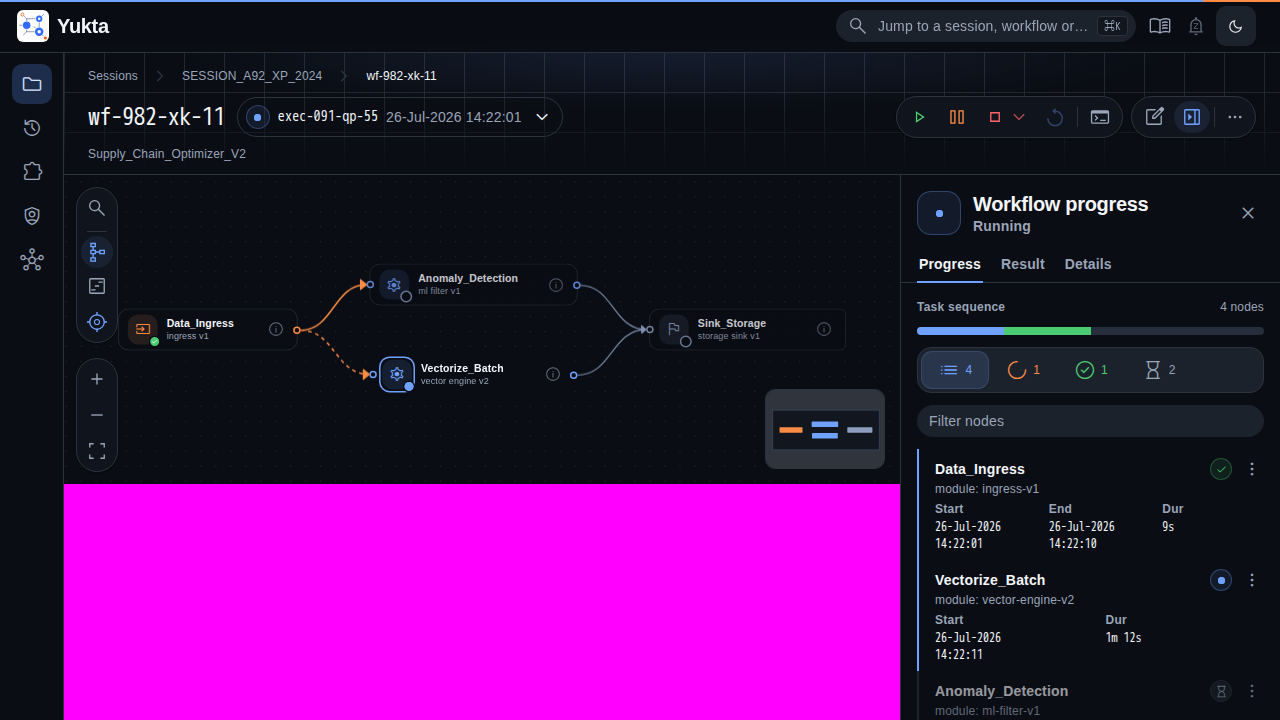 Yukta
Jump to a session, workflow or…
⌘K
Sessions
SESSION_A92_XP_2024
wf-982-xk-11
wf-982-xk-11
exec-091-qp-55 26-Jul-2026 14:22:01
Supply_Chain_Optimizer_V2
Data_Ingress
ingress v1
Anomaly_Detection
ml filter v1
Vectorize_Batch
vector engine v2
Sink_Storage
storage sink v1
Workflow progress
Running
Progress Result Details
Task sequence 4 nodes
4 1 1 2
Filter nodes
Data_Ingress
module: ingress-v1
Start End Dur
26-Jul-2026 26-Jul-2026 9s
14:22:01 14:22:10
Vectorize_Batch
module: vector-engine-v2
Start Dur
26-Jul-2026 1m 12s
14:22:11
Anomaly_Detection
module: ml-filter-v1